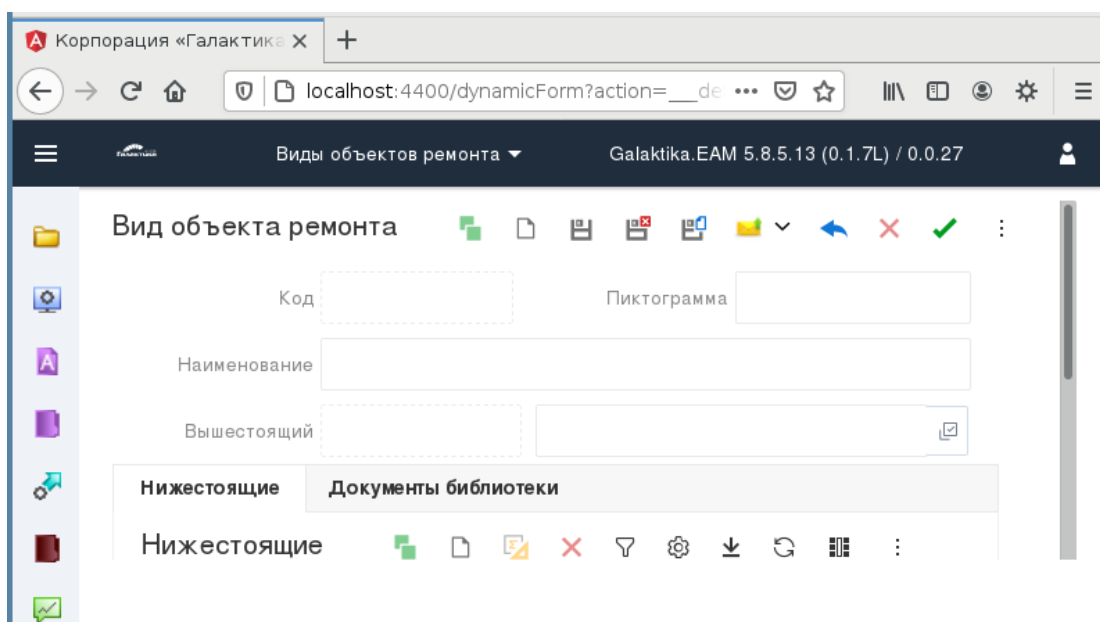 Корпорация «Галактика
localhost:4400/dynamicForm?action=___de
Виды объектов ремонта
Galaktika.EAM 5.8.5.13 (0.1.7L) / 0.0.27
Вид объекта ремонта
Код
Пиктограмма
Наименование
Вышестоящий
Нижестоящие
Документы библиотеки
Нижестоящие